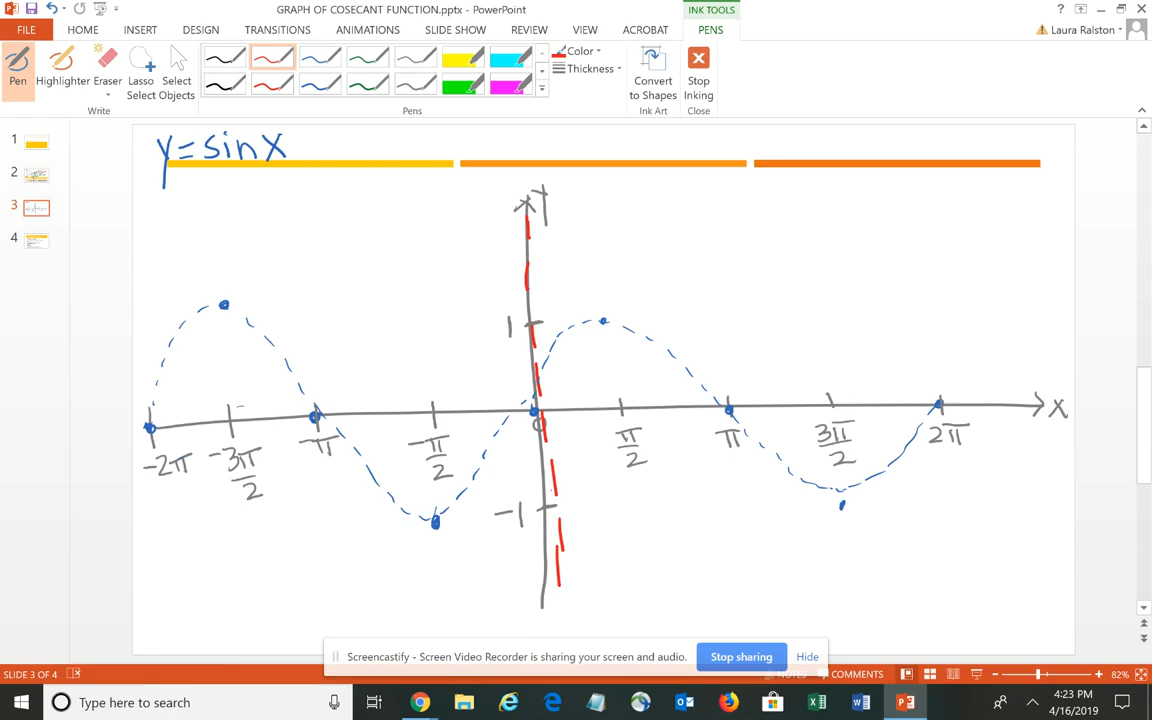 GRAPH OF COSECANT FUNCTION.pptx - PowerPoint
INK TOOLS
FILE HOME INSERT DESIGN TRANSITIONS ANIMATIONS SLIDE SHOW REVIEW VIEW ACROBAT PENS
Laura Ralston
Pen Highlighter Eraser Lasso Select Select Objects
Color
Thickness
Convert to Shapes
Stop Inking
Write
Pens
Ink Art
Close
1
2
3
4
y = sin x
Y
1
X
0
-2π -3π/2 -π -π/2 π/2 π 3π/2 2π
-1
Screencastify - Screen Video Recorder is sharing your screen and audio.
Stop sharing
Hide
SLIDE 3 OF 4
NOTES
COMMENTS
82%
Type here to search
4:23 PM
4/16/2019